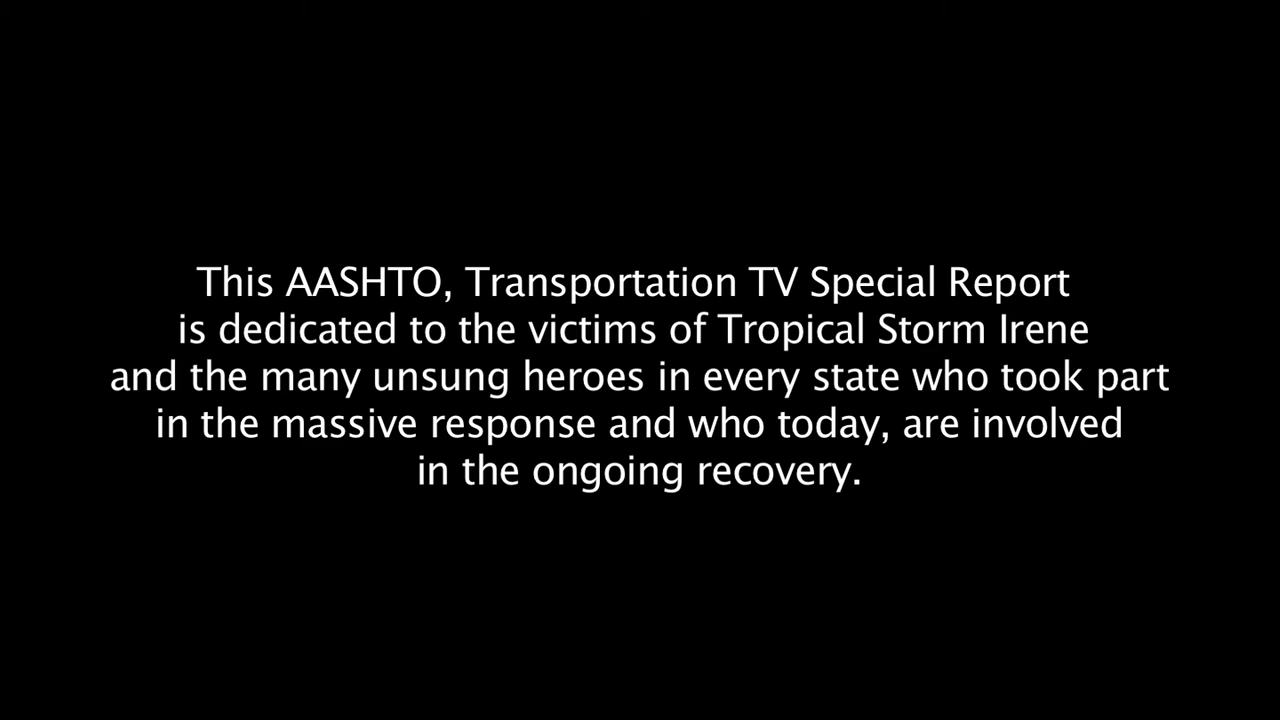 This AASHTO, Transportation TV Special Report
is dedicated to the victims of Tropical Storm Irene
and the many unsung heroes in every state who took part
in the massive response and who today, are involved
in the ongoing recovery.